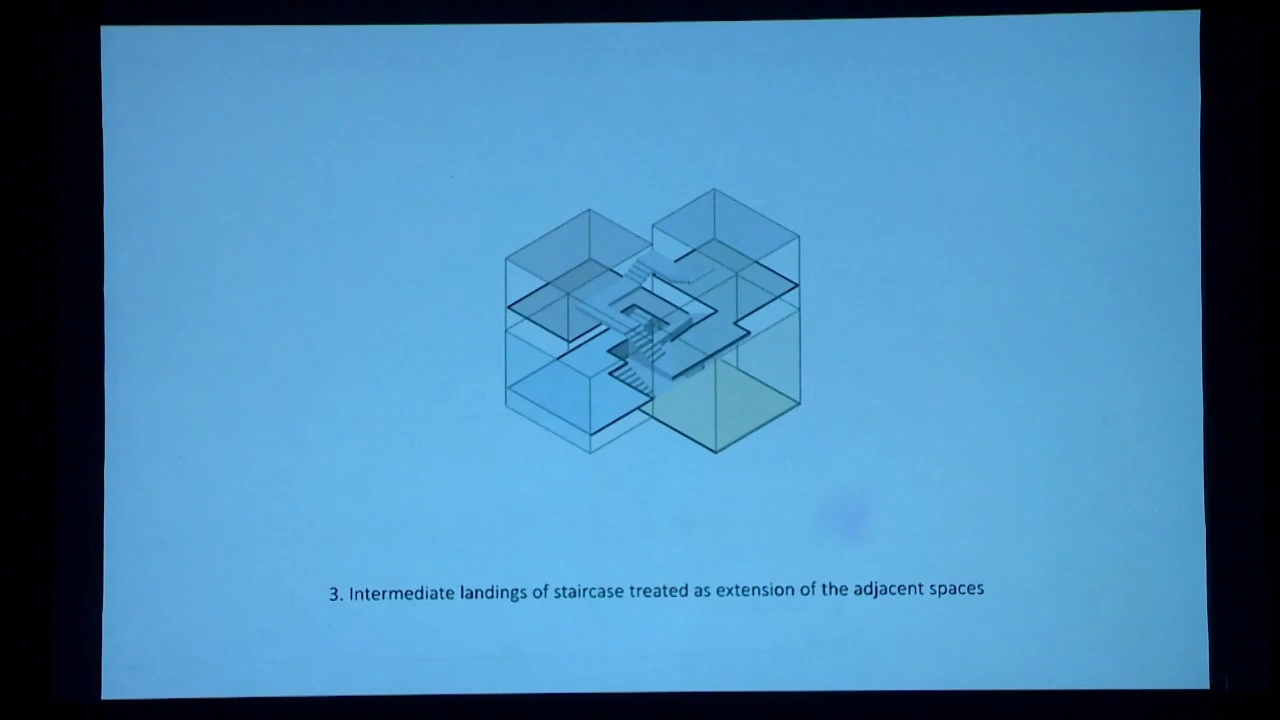 3. Intermediate landings of staircase treated as extension of the adjacent spaces